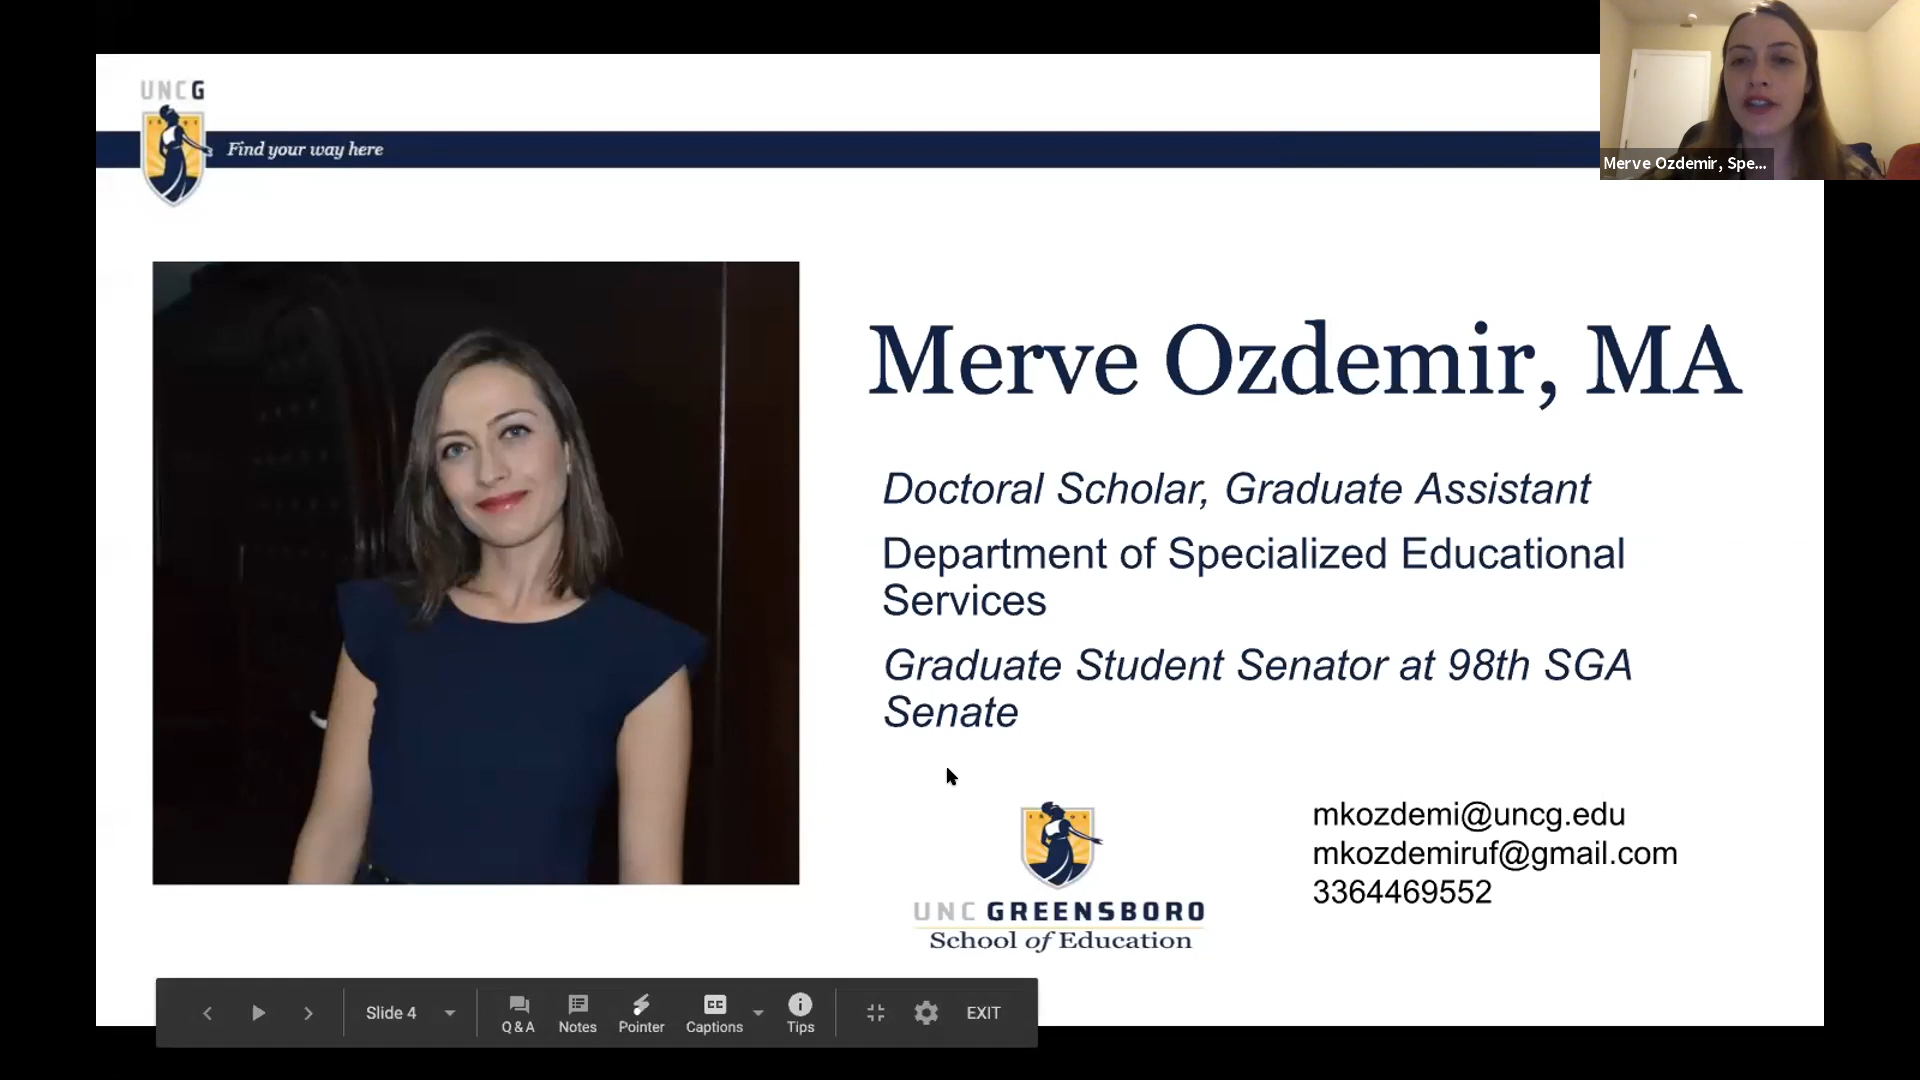 UNCG
Find your way here
Merve Ozdemir, Spe...
Merve Ozdemir, MA
Doctoral Scholar, Graduate Assistant
Department of Specialized Educational
Services
Graduate Student Senator at 98th SGA
Senate
mkozdemi@uncg.edu
mkozdemiruf@gmail.com
3364469552
UNC GREENSBORO
School of Education
Slide 4
Q&A
Notes
Pointer
CC
Captions
Tips
EXIT